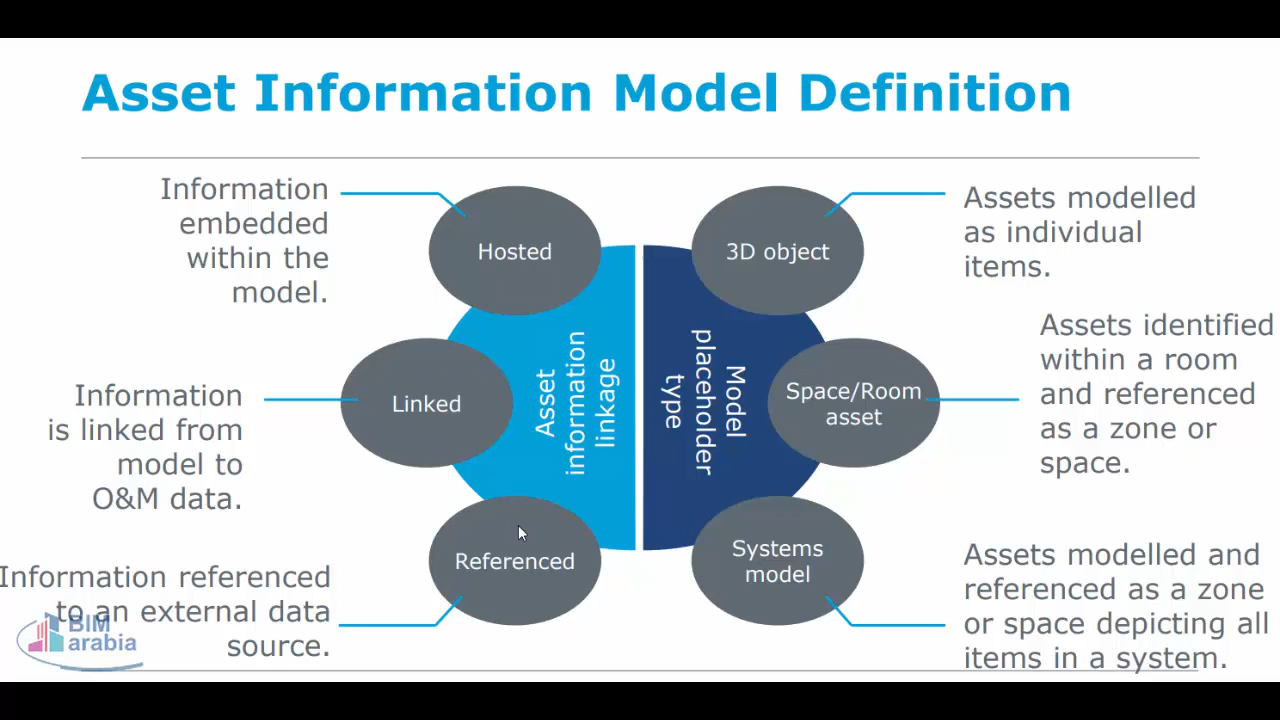 Asset Information Model Definition
Information
embedded
within the
model.
Hosted
3D object
Assets modelled
as individual
items.
Information
is linked from
model to
O&M data.
Linked
Asset
information
linkage
Model
placeholder
type
Space/Room
asset
Assets identified
within a room
and referenced
as a zone or
space.
Information referenced
to an external data
source.
Referenced
Systems
model
Assets modelled and
referenced as a zone
or space depicting all
items in a system.
BIM
arabia